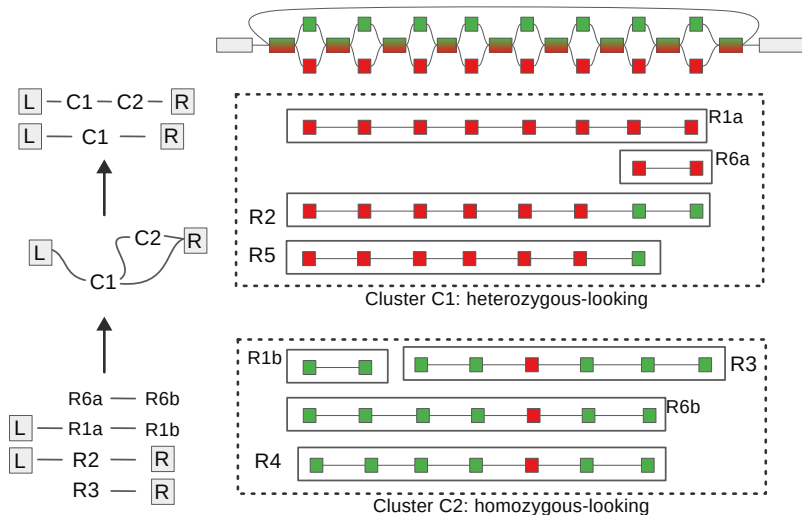 L C1 C2 R
L C1 R
L C2 R
C1
R6a R6b
L R1a R1b
L R2 R
R3 R
R1a
R6a
R2
R5
Cluster C1: heterozygous-looking
R1b R3
R6b
R4
Cluster C2: homozygous-looking